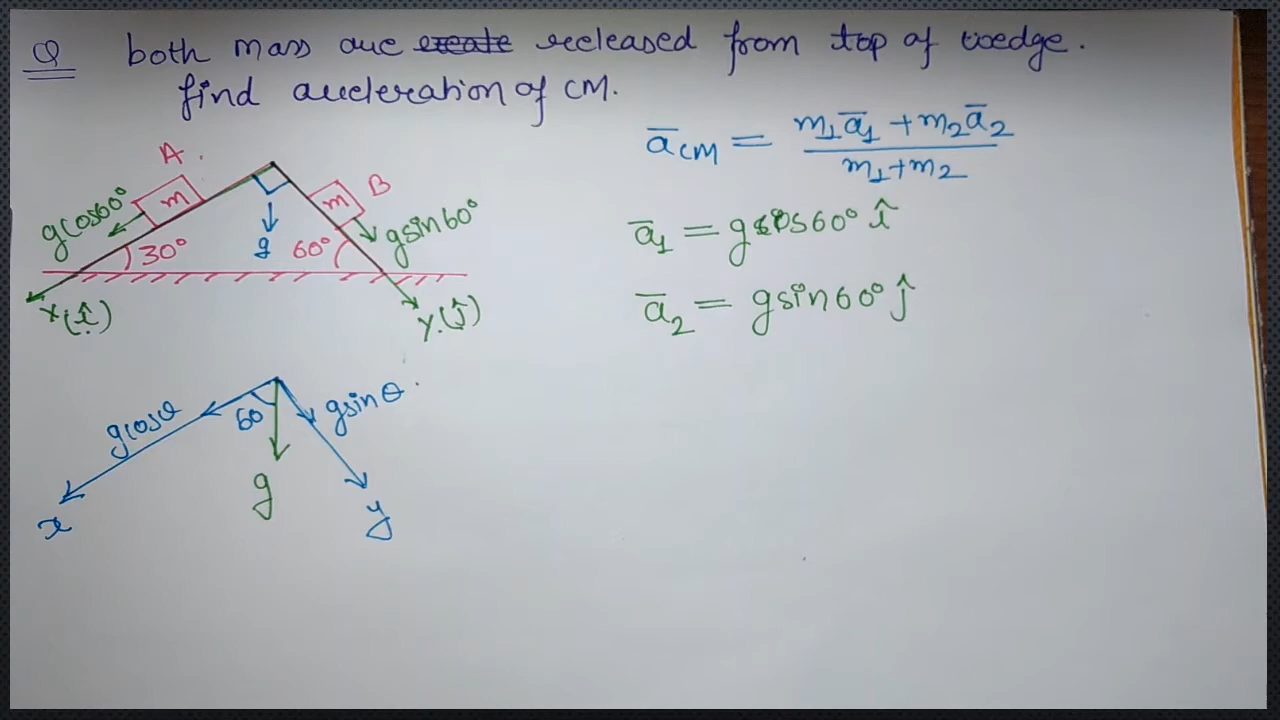 Q both mass are create released from top of wedge.
find acceleration of CM.
a̅CM = m1a̅1 + m2a̅2 / m1+m2
A
B
m
m
gcos60°
gsin60°
30°
g
60°
x(î)
y.(ĵ)
a̅1 = gcos60° î
a̅2 = gsin60° ĵ
gcosθ
60
gsinθ
g
x
y